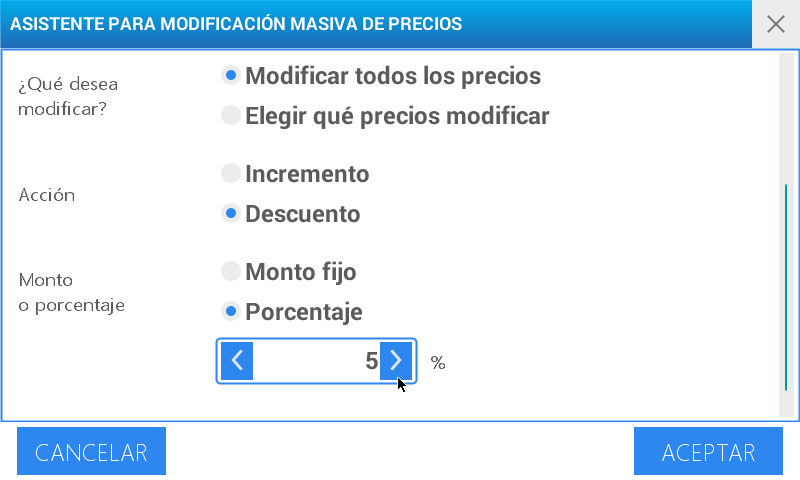 ASISTENTE PARA MODIFICACIÓN MASIVA DE PRECIOS
¿Qué desea
modificar?
Modificar todos los precios
Elegir qué precios modificar
Acción
Incremento
Descuento
Monto
o porcentaje
Monto fijo
Porcentaje
5 %
CANCELAR
ACEPTAR